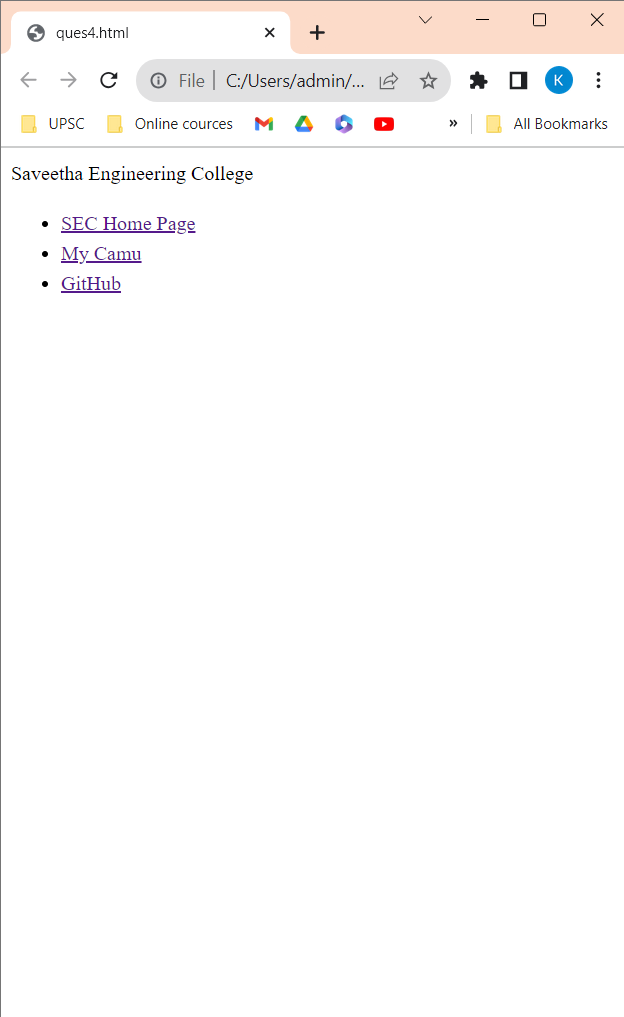 ques4.html
File | C:/Users/admin/...
K
UPSC
Online cources
»
All Bookmarks
Saveetha Engineering College
• SEC Home Page
• My Camu
• GitHub